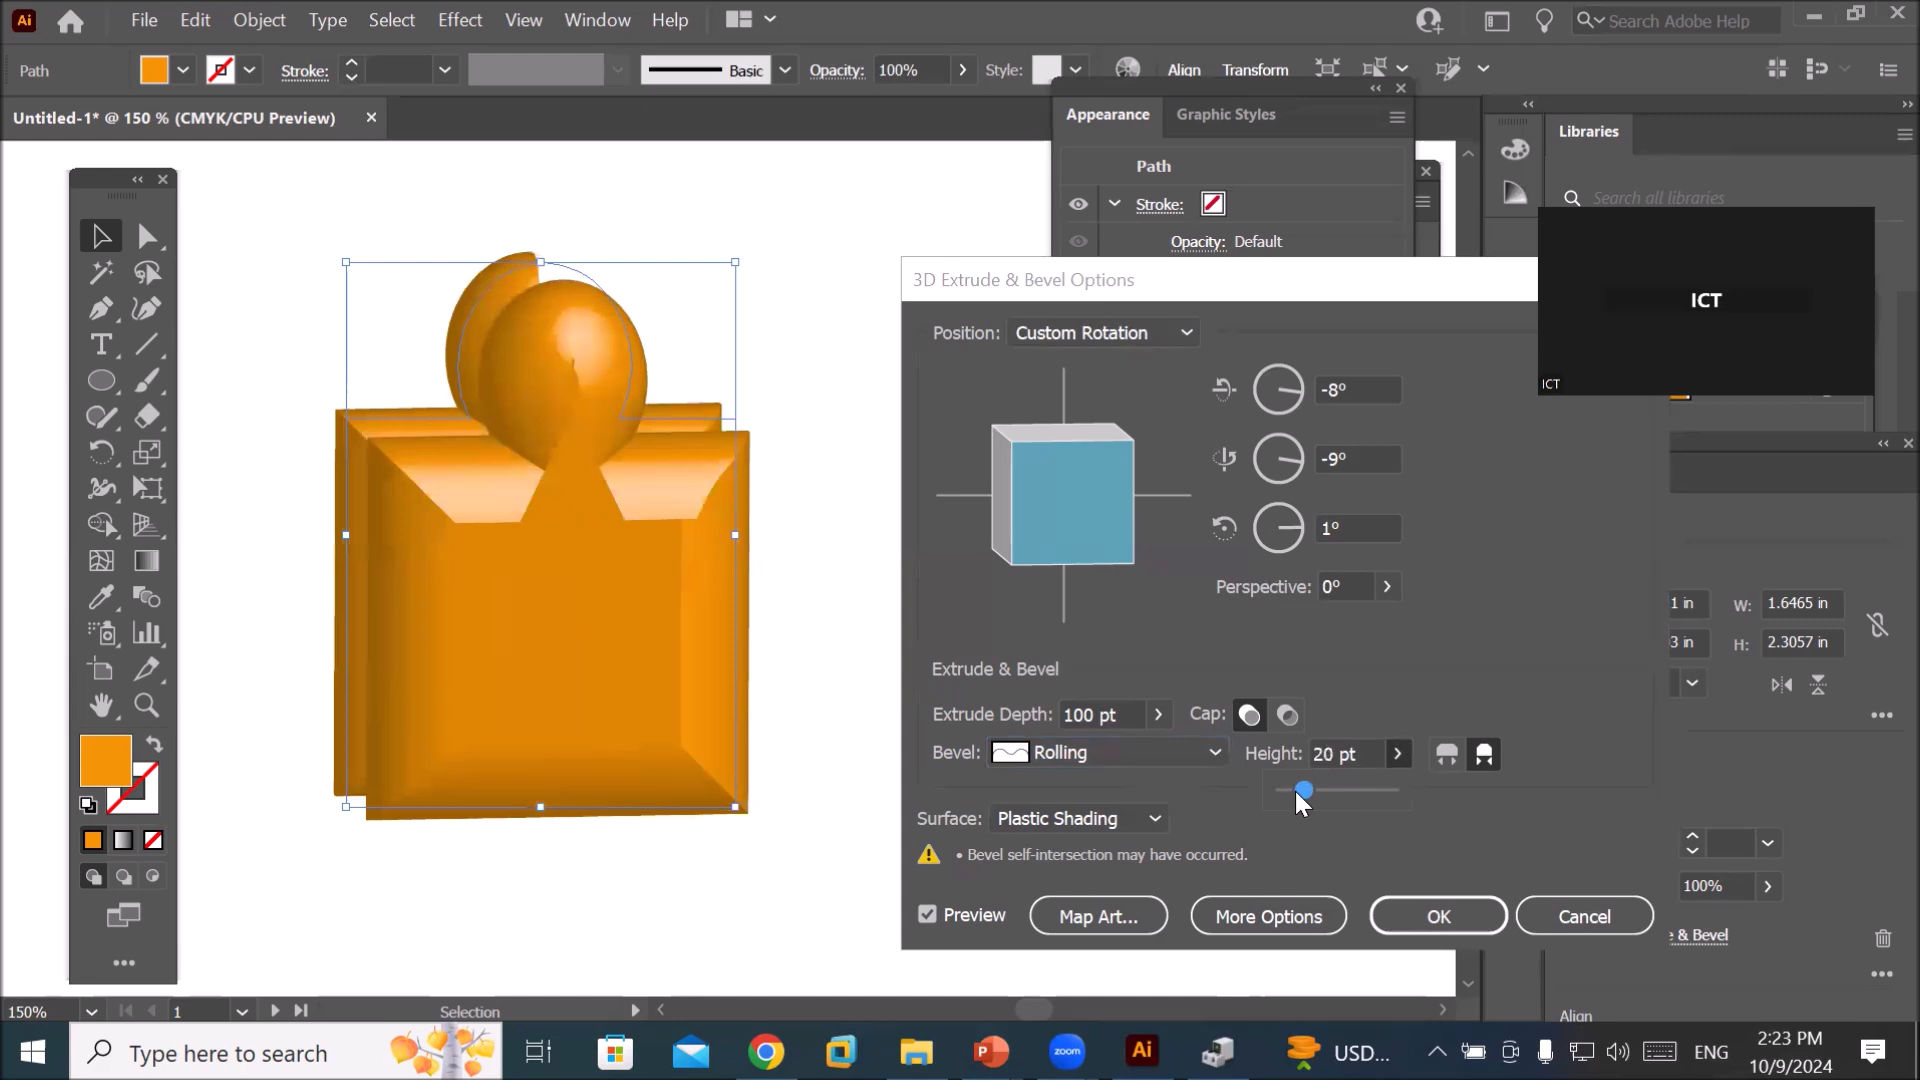 Ai File Edit Object Type Select Effect View Window Help Search Adobe Help
Path Stroke: Basic Opacity: 100% Style: Align Transform
Untitled-1* @ 150 % (CMYK/CPU Preview)
Appearance Graphic Styles
Libraries
Path
Search all libraries
Stroke:
Opacity: Default
3D Extrude & Bevel Options
ICT
ICT
Position: Custom Rotation
-8°
-9°
1°
Perspective: 0°
1 in W: 1.6465 in
3 in H: 2.3057 in
Extrude & Bevel
Extrude Depth: 100 pt Cap:
Bevel: Rolling Height: 20 pt
Surface: Plastic Shading
• Bevel self-intersection may have occurred.
100%
Preview Map Art... More Options OK Cancel
e & Bevel
150% 1 Selection
Align
Type here to search
P zoom Ai USD... ENG
2:23 PM
10/9/2024